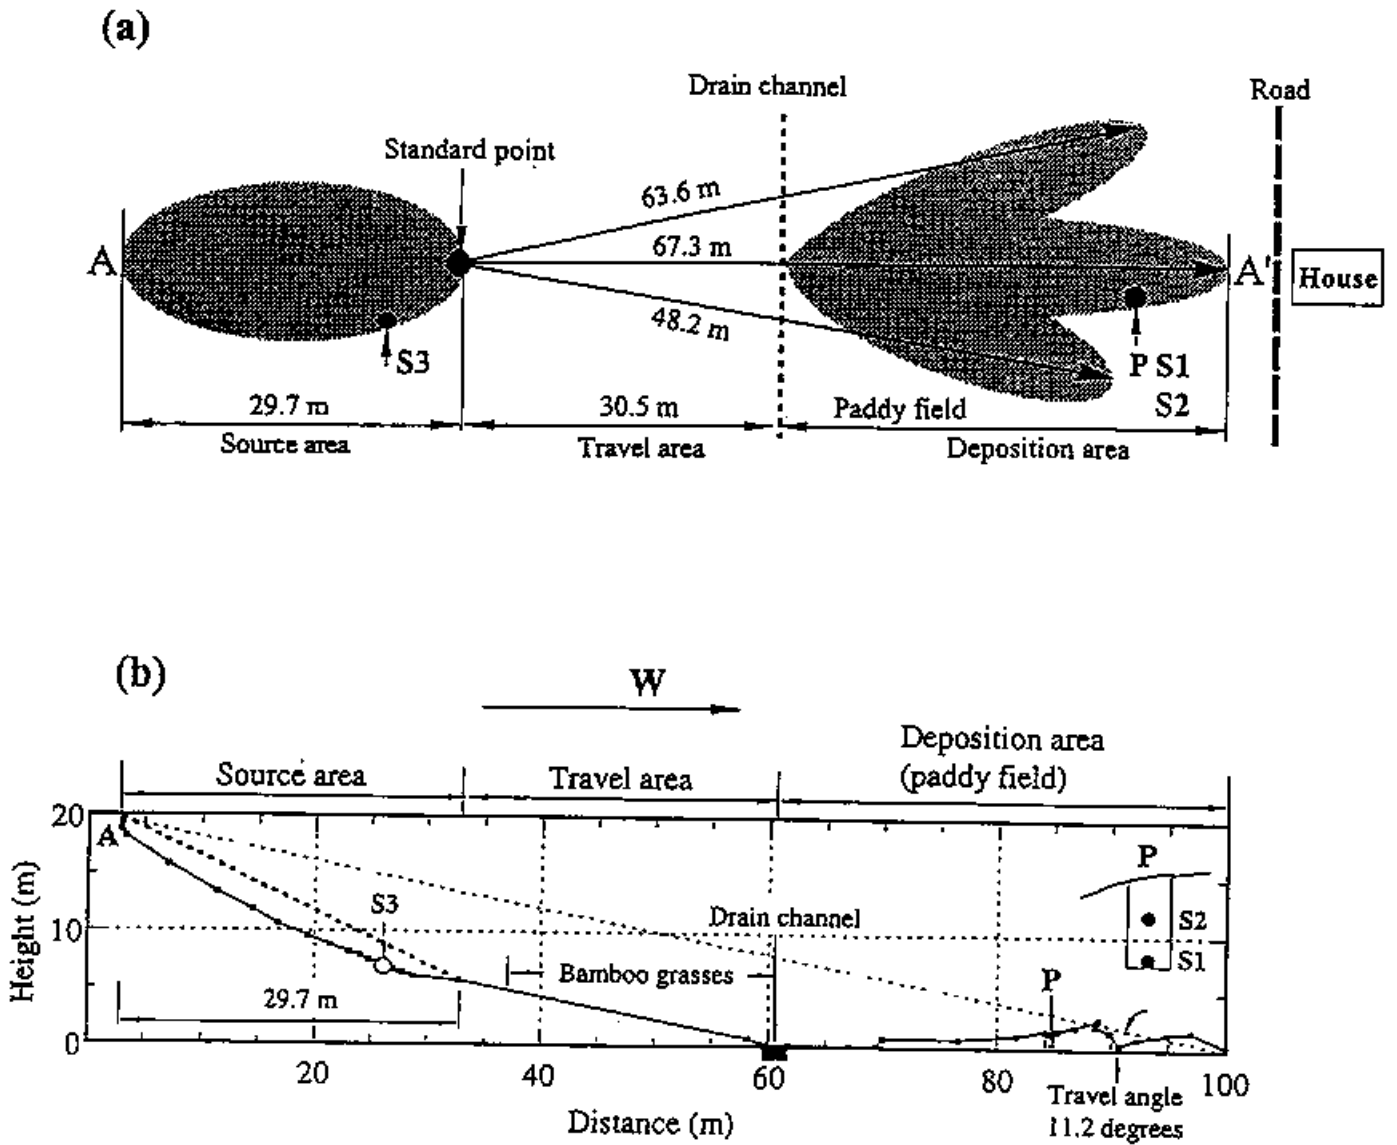 (a)
Drain channel
Road
Standard point
63.6 m
67.3 m
48.2 m
A
A'
House
S3
P S1
S2
29.7 m
30.5 m
Paddy field
Source area
Travel area
Deposition area
(b)
W
Deposition area
(paddy field)
Source area
Travel area
20
A
P
S3
Drain channel
S2
10
S1
Bamboo grasses
P
29.7 m
0
Height (m)
20
40
60
80
100
Travel angle
11.2 degrees
Distance (m)